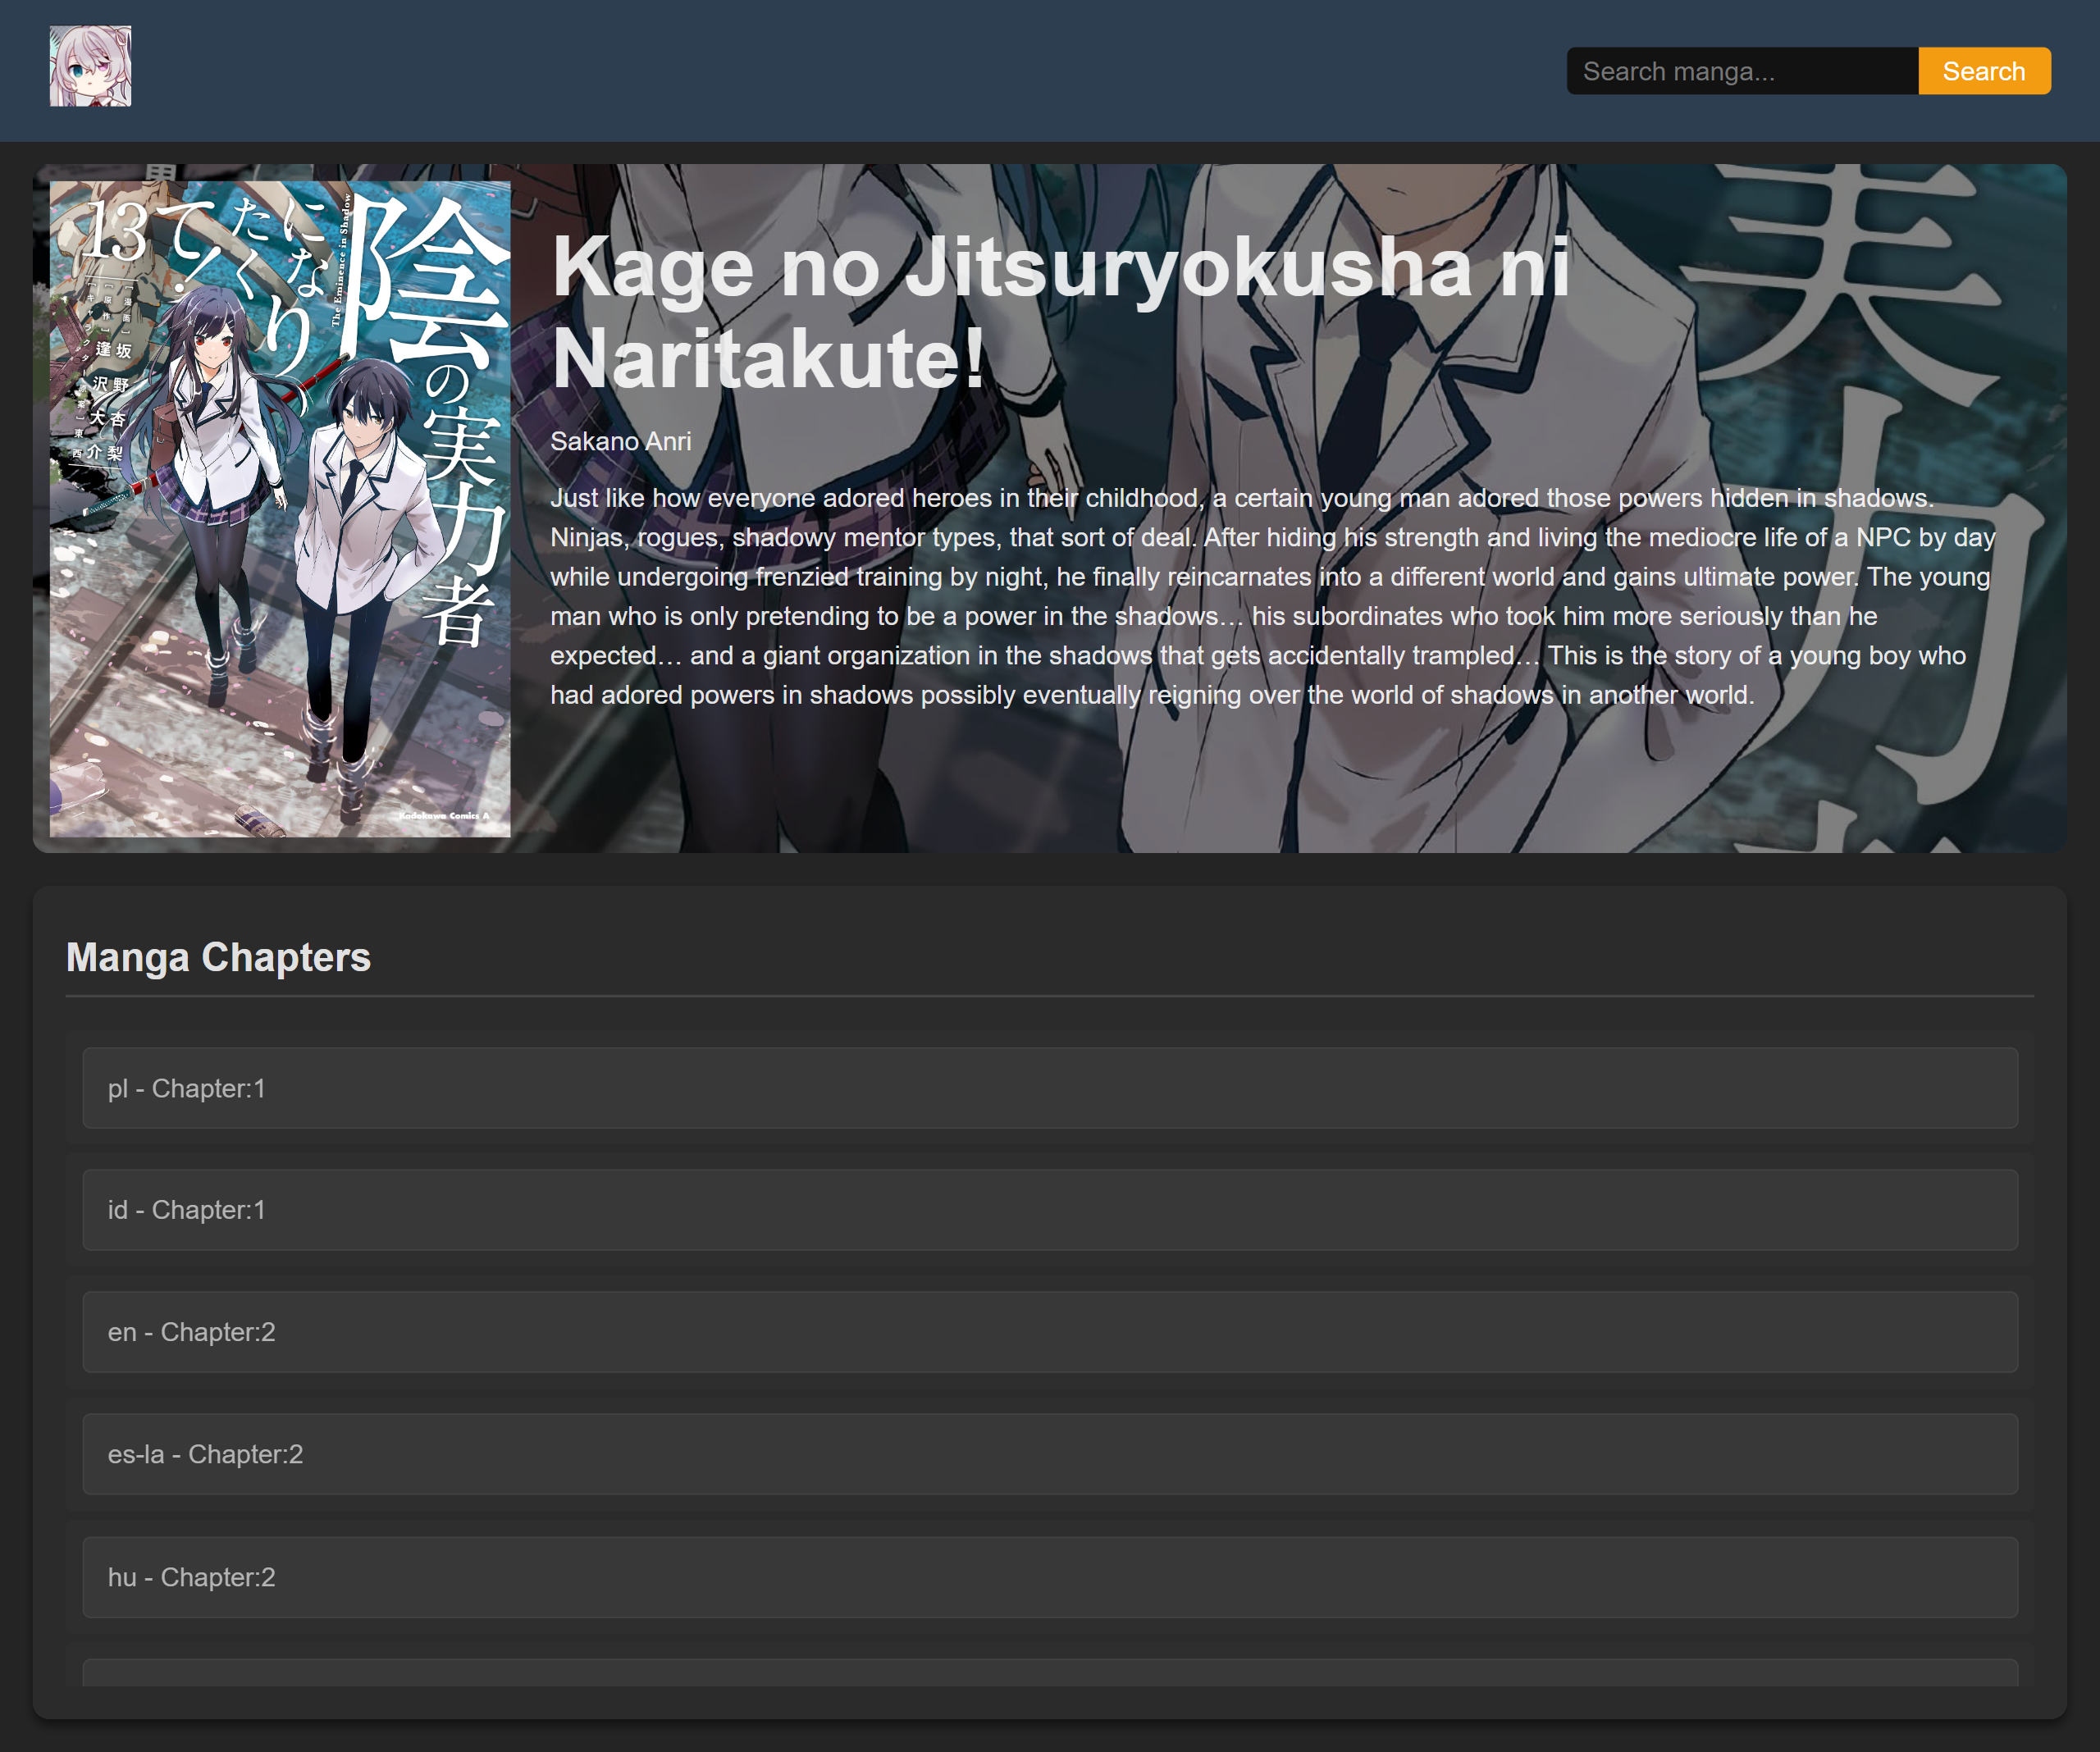 Search manga...
Search
13
陰の実力者
になりたくて!
The Eminence in Shadow
[漫画] 坂野杏梨
[原作] 逢沢大介
東西
Kadokawa Comics A
実力
Kage no Jitsuryokusha ni
Naritakute!
Sakano Anri
Just like how everyone adored heroes in their childhood, a certain young man adored those powers hidden in shadows.
Ninjas, rogues, shadowy mentor types, that sort of deal. After hiding his strength and living the mediocre life of a NPC by day
while undergoing frenzied training by night, he finally reincarnates into a different world and gains ultimate power. The young
man who is only pretending to be a power in the shadows… his subordinates who took him more seriously than he
expected… and a giant organization in the shadows that gets accidentally trampled… This is the story of a young boy who
had adored powers in shadows possibly eventually reigning over the world of shadows in another world.
Manga Chapters
pl - Chapter:1
id - Chapter:1
en - Chapter:2
es-la - Chapter:2
hu - Chapter:2